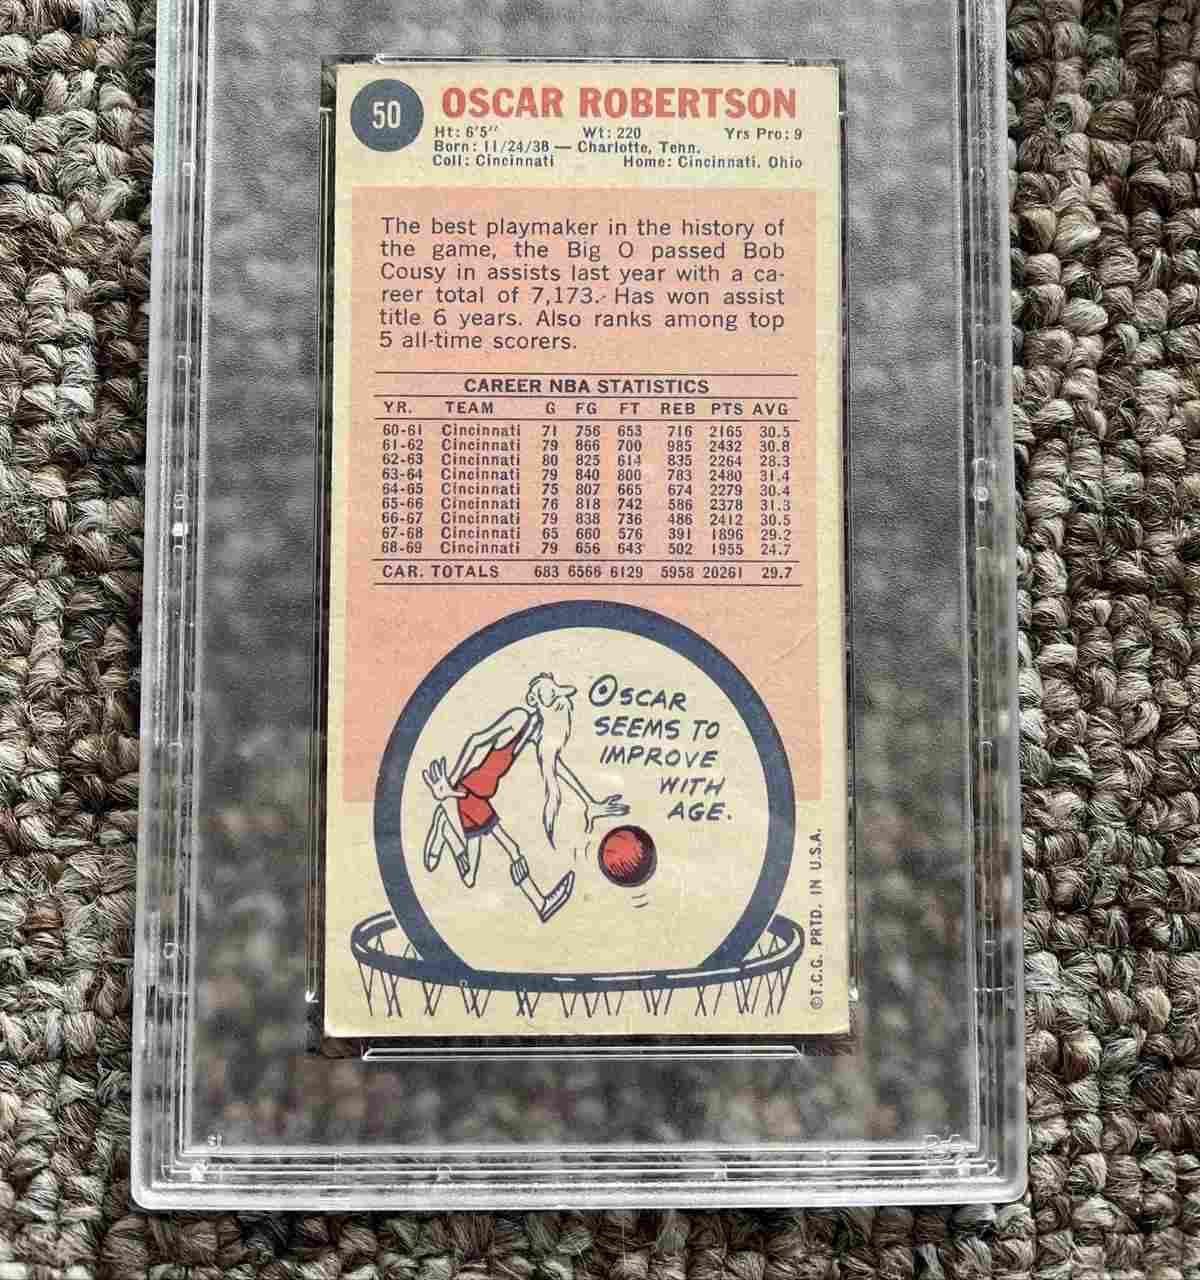 50
OSCAR ROBERTSON
Ht: 6'5" Wt: 220 Yrs Pro: 9
Born: 11/24/38 — Charlotte, Tenn.
Coll: Cincinnati Home: Cincinnati, Ohio
The best playmaker in the history of
the game, the Big O passed Bob
Cousy in assists last year with a ca-
reer total of 7,173. Has won assist
title 6 years. Also ranks among top
5 all-time scorers.
CAREER NBA STATISTICS
YR. TEAM G FG FT REB PTS AVG
60-61 Cincinnati 71 756 653 716 2165 30.5
61-62 Cincinnati 79 866 700 985 2432 30.8
62-63 Cincinnati 80 825 614 835 2264 28.3
63-64 Cincinnati 79 840 800 783 2480 31.4
64-65 Cincinnati 75 807 665 674 2279 30.4
65-66 Cincinnati 76 818 742 586 2378 31.3
66-67 Cincinnati 79 838 736 486 2412 30.5
67-68 Cincinnati 65 660 576 391 1896 29.2
68-69 Cincinnati 79 656 643 502 1955 24.7
CAR. TOTALS 683 6566 6129 5958 20261 29.7
OSCAR
SEEMS TO
IMPROVE
WITH
AGE.
©T.C.G. PRTD. IN U.S.A.